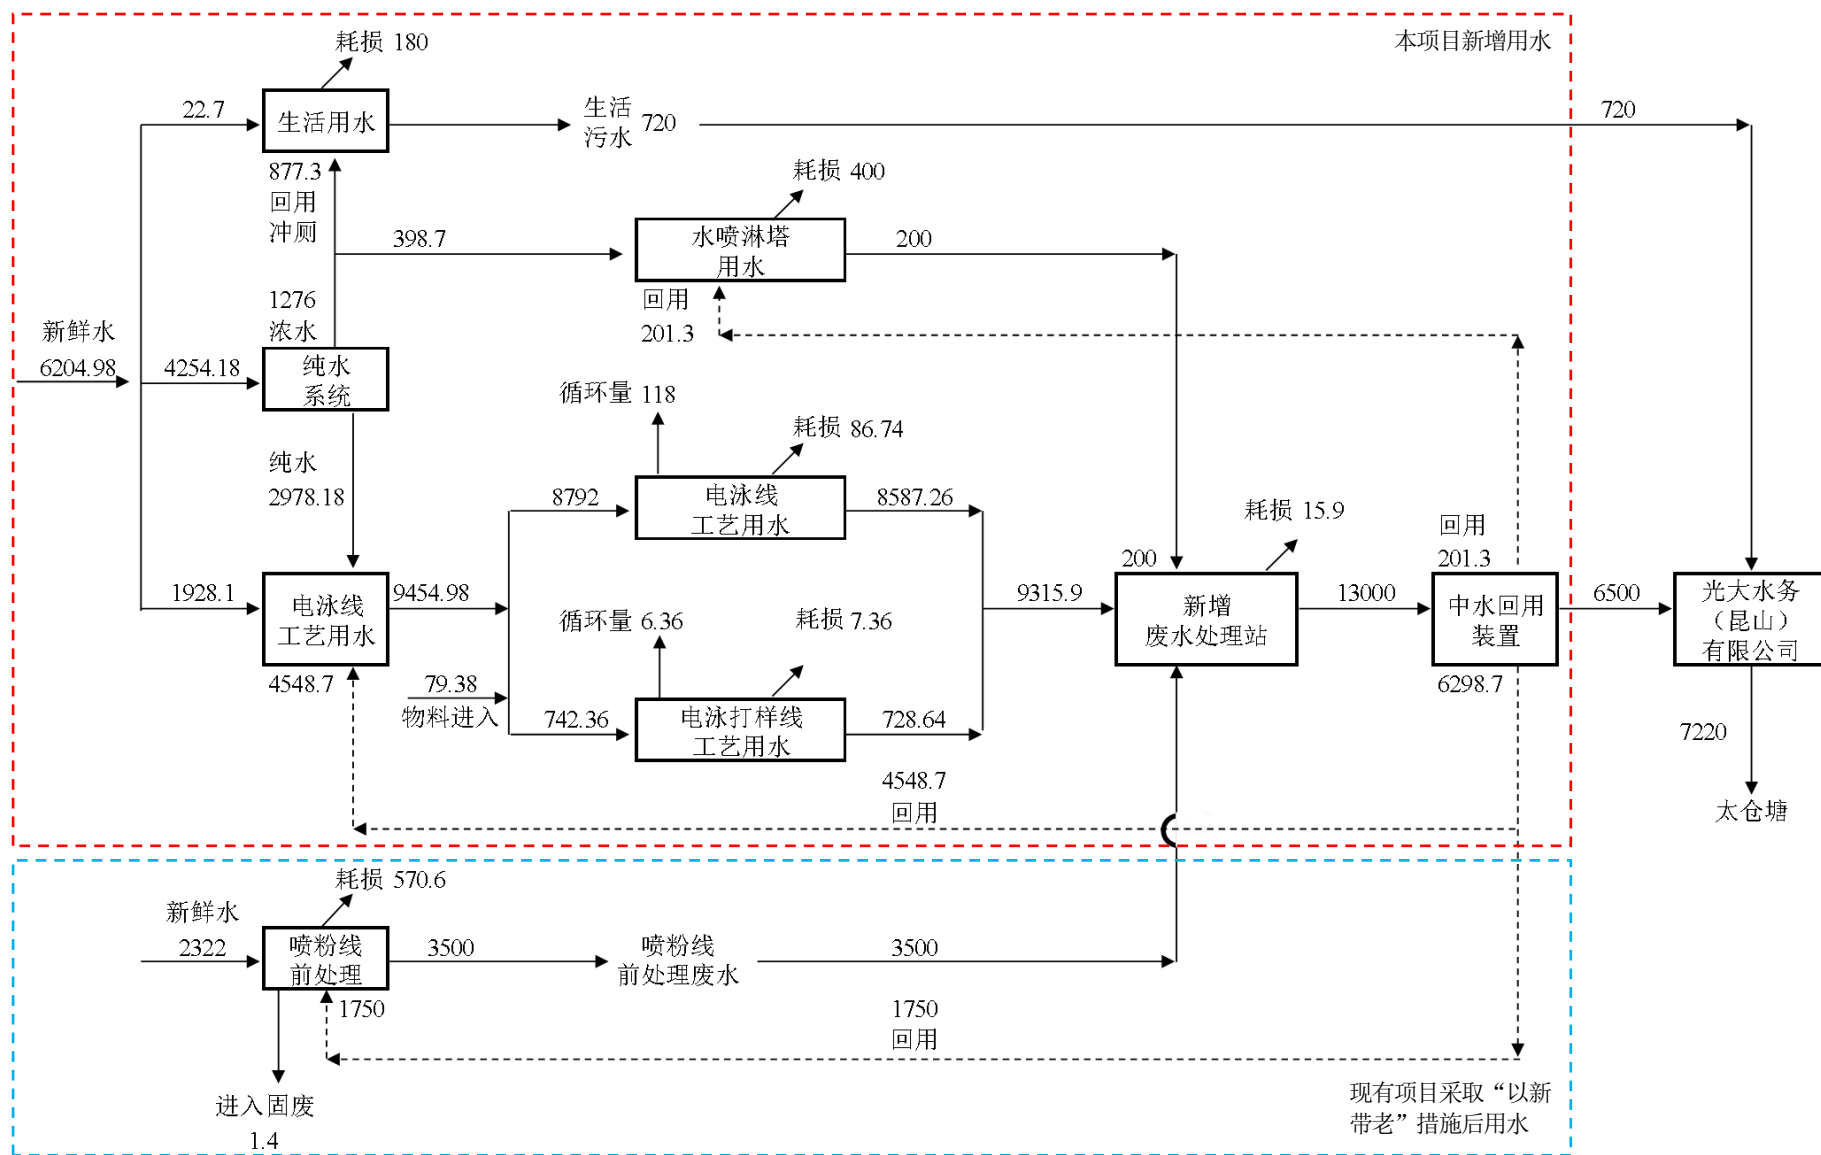 本项目新增用水
耗损 180
22.7
生活用水
生活
污水 720
720
877.3
回用
冲厕
耗损 400
398.7
水喷淋塔
用水
200
1276
浓水
回用
201.3
新鲜水
6204.98
4254.18
纯水
系统
循环量 118
耗损 86.74
纯水
2978.18
8792
电泳线
工艺用水
8587.26
耗损 15.9
回用
201.3
200
1928.1
电泳线
工艺用水
9454.98
9315.9
新增
废水处理站
13000
中水回用
装置
6500
光大水务
（昆山）
有限公司
循环量 6.36
耗损 7.36
4548.7
79.38
物料进入
742.36
电泳打样线
工艺用水
728.64
6298.7
7220
4548.7
回用
太仓塘
耗损 570.6
新鲜水
2322
喷粉线
前处理
3500
喷粉线
前处理废水
3500
1750
1750
回用
进入固废
1.4
现有项目采取“以新
带老”措施后用水